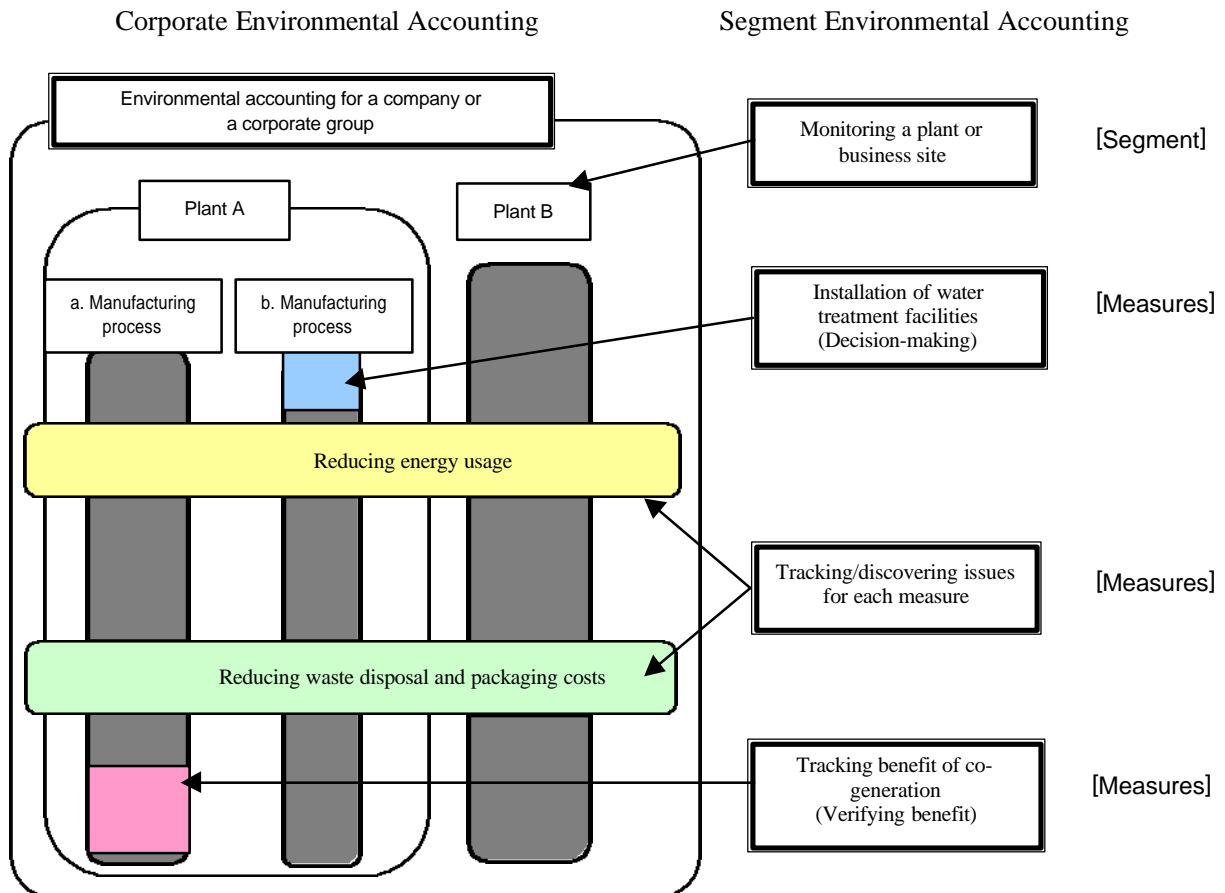 Corporate Environmental Accounting
Segment Environmental Accounting
Environmental accounting for a company or
a corporate group
Monitoring a plant or
business site
[Segment]
Plant A
Plant B
a. Manufacturing
process
b. Manufacturing
process
Installation of water
treatment facilities
(Decision-making)
[Measures]
Reducing energy usage
Tracking/discovering issues
for each measure
[Measures]
Reducing waste disposal and packaging costs
Tracking benefit of co-
generation
(Verifying benefit)
[Measures]